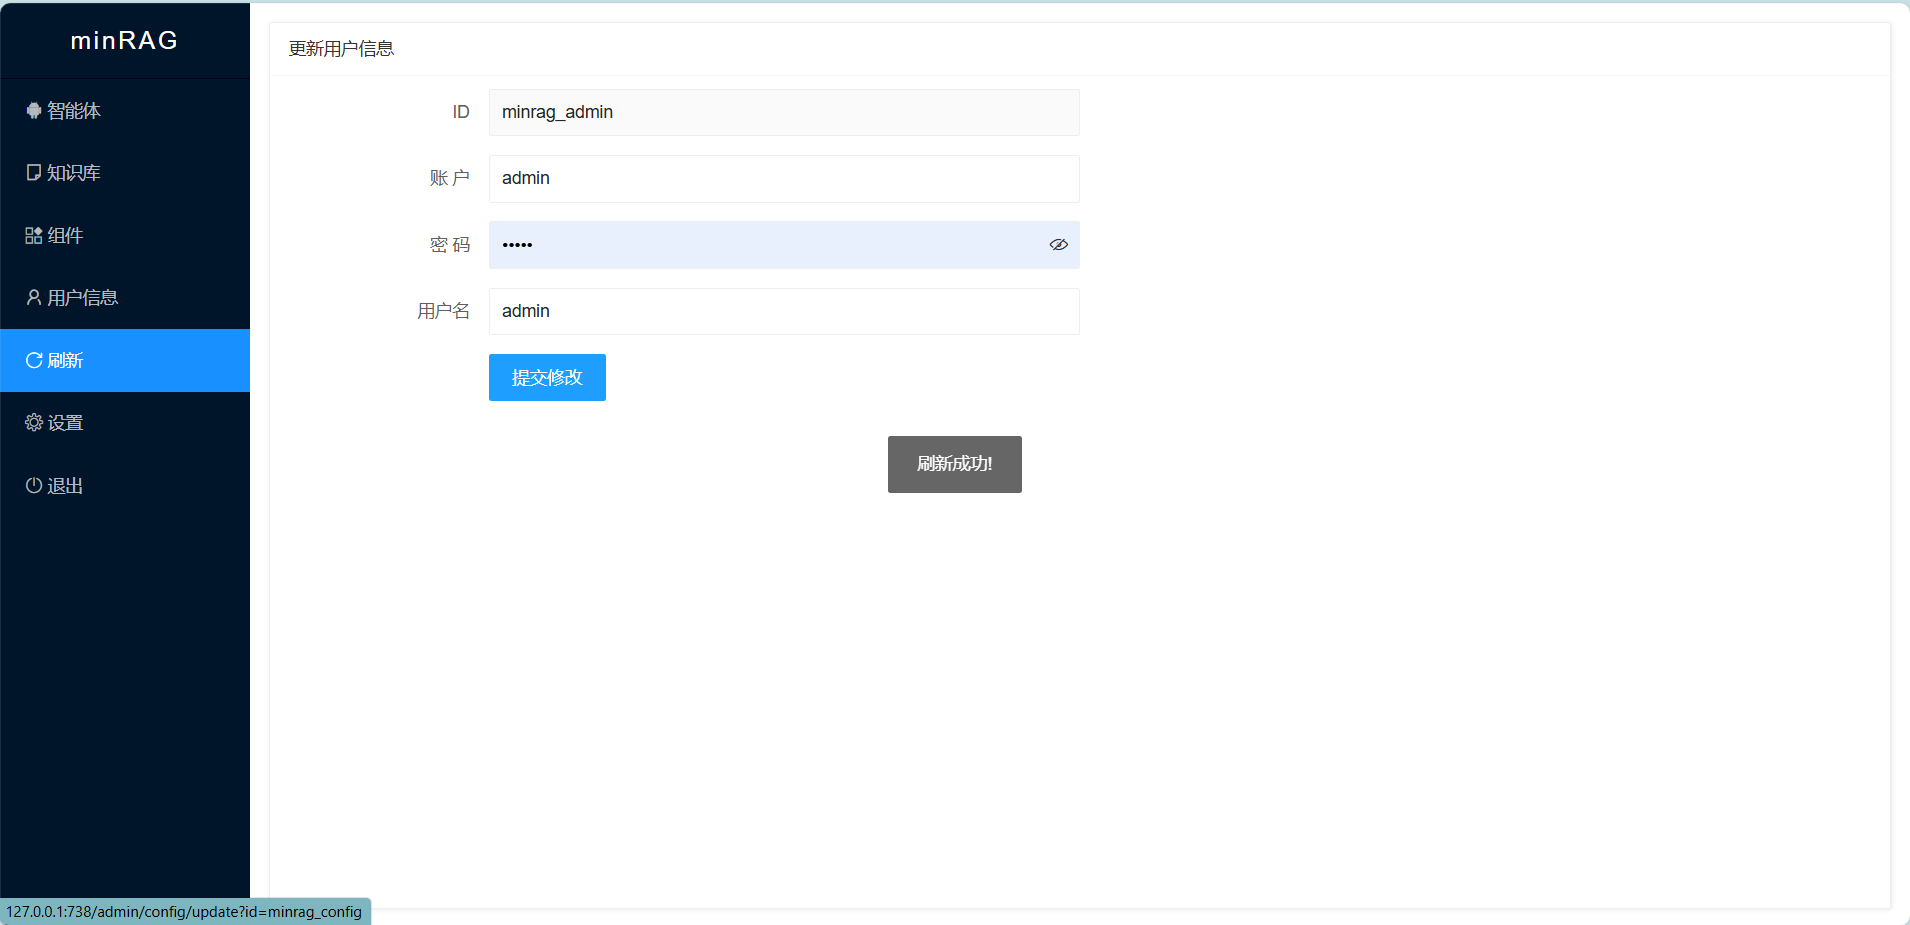 minRAG
智能体
知识库
组件
用户信息
刷新
设置
退出
更新用户信息
ID
minrag_admin
账 户
admin
密 码
•••••
用户名
admin
提交修改
刷新成功!
127.0.0.1:738/admin/config/update?id=minrag_config